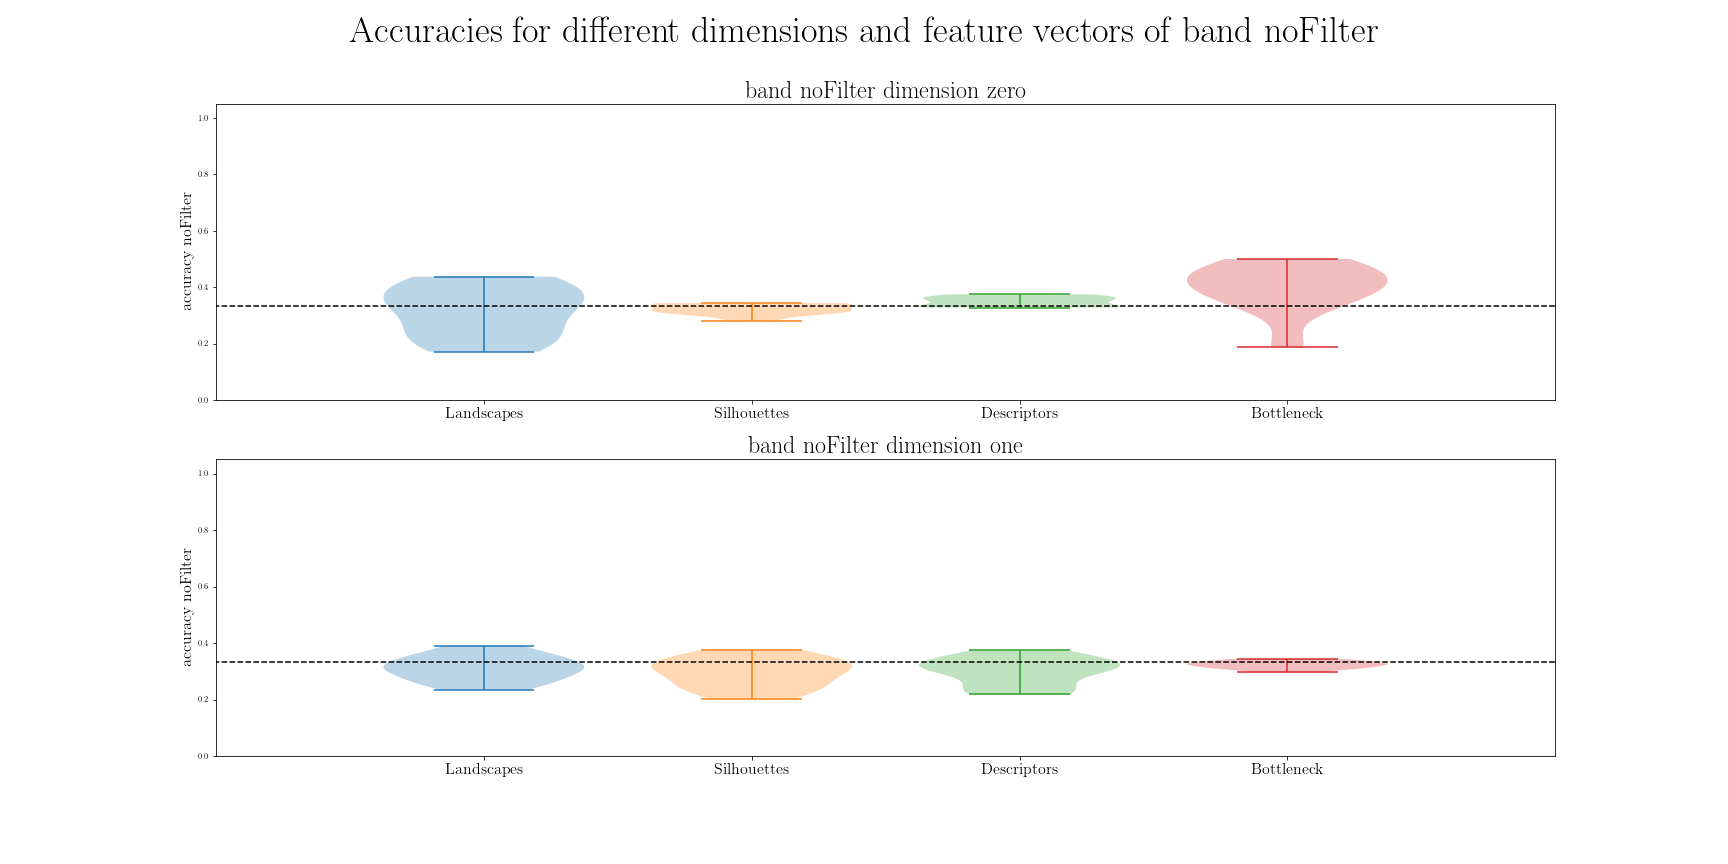 Accuracies for different dimensions and feature vectors of band noFilter
band noFilter dimension zero
accuracy noFilter
1.0
0.8
0.6
0.4
0.2
0.0
Landscapes Silhouettes Descriptors Bottleneck
band noFilter dimension one
accuracy noFilter
1.0
0.8
0.6
0.4
0.2
0.0
Landscapes Silhouettes Descriptors Bottleneck